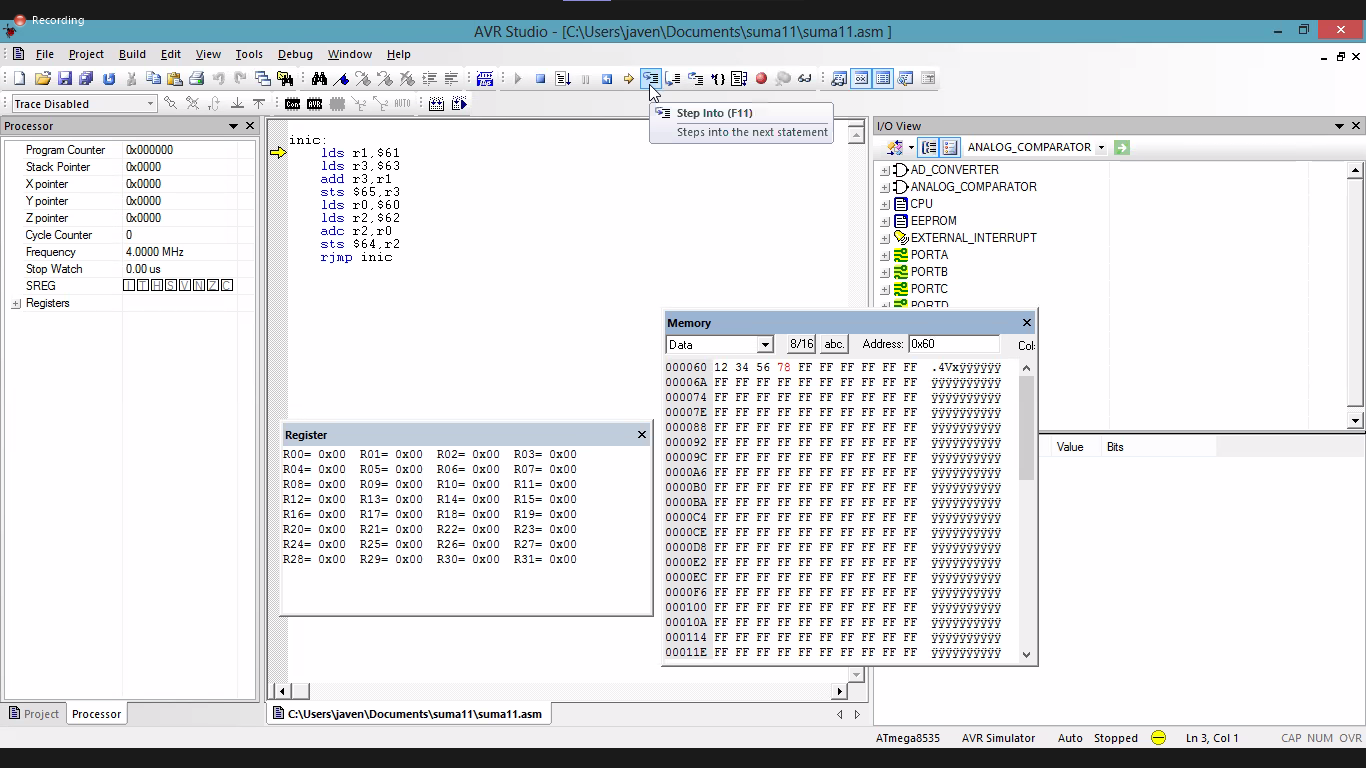 Recording
AVR Studio - [C:\Users\javen\Documents\suma11\suma11.asm ]
File Project Build Edit View Tools Debug Window Help
Con AVR AUTO
Trace Disabled
Step Into (F11)
Steps into the next statement
Processor
Program Counter 0x000000
Stack Pointer 0x0000
X pointer 0x0000
Y pointer 0x0000
Z pointer 0x0000
Cycle Counter 0
Frequency 4.0000 MHz
Stop Watch 0.00 us
SREG I T H S V N Z C
Registers
inic:
lds r1,$61
lds r3,$63
add r3,r1
sts $65,r3
lds r0,$60
lds r2,$62
adc r2,r0
sts $64,r2
rjmp inic
I/O View
ANALOG_COMPARATOR
AD_CONVERTER
ANALOG_COMPARATOR
CPU
EEPROM
EXTERNAL_INTERRUPT
PORTA
PORTB
PORTC
PORTD
Value Bits
Register
R00= 0x00 R01= 0x00 R02= 0x00 R03= 0x00
R04= 0x00 R05= 0x00 R06= 0x00 R07= 0x00
R08= 0x00 R09= 0x00 R10= 0x00 R11= 0x00
R12= 0x00 R13= 0x00 R14= 0x00 R15= 0x00
R16= 0x00 R17= 0x00 R18= 0x00 R19= 0x00
R20= 0x00 R21= 0x00 R22= 0x00 R23= 0x00
R24= 0x00 R25= 0x00 R26= 0x00 R27= 0x00
R28= 0x00 R29= 0x00 R30= 0x00 R31= 0x00
Memory
Data 8/16 abc. Address: 0x60 Col:
000060 12 34 56 78 FF FF FF FF FF FF .4Vxÿÿÿÿÿÿ
00006A FF FF FF FF FF FF FF FF FF FF ÿÿÿÿÿÿÿÿÿÿ
000074 FF FF FF FF FF FF FF FF FF FF ÿÿÿÿÿÿÿÿÿÿ
00007E FF FF FF FF FF FF FF FF FF FF ÿÿÿÿÿÿÿÿÿÿ
000088 FF FF FF FF FF FF FF FF FF FF ÿÿÿÿÿÿÿÿÿÿ
000092 FF FF FF FF FF FF FF FF FF FF ÿÿÿÿÿÿÿÿÿÿ
00009C FF FF FF FF FF FF FF FF FF FF ÿÿÿÿÿÿÿÿÿÿ
0000A6 FF FF FF FF FF FF FF FF FF FF ÿÿÿÿÿÿÿÿÿÿ
0000B0 FF FF FF FF FF FF FF FF FF FF ÿÿÿÿÿÿÿÿÿÿ
0000BA FF FF FF FF FF FF FF FF FF FF ÿÿÿÿÿÿÿÿÿÿ
0000C4 FF FF FF FF FF FF FF FF FF FF ÿÿÿÿÿÿÿÿÿÿ
0000CE FF FF FF FF FF FF FF FF FF FF ÿÿÿÿÿÿÿÿÿÿ
0000D8 FF FF FF FF FF FF FF FF FF FF ÿÿÿÿÿÿÿÿÿÿ
0000E2 FF FF FF FF FF FF FF FF FF FF ÿÿÿÿÿÿÿÿÿÿ
0000EC FF FF FF FF FF FF FF FF FF FF ÿÿÿÿÿÿÿÿÿÿ
0000F6 FF FF FF FF FF FF FF FF FF FF ÿÿÿÿÿÿÿÿÿÿ
000100 FF FF FF FF FF FF FF FF FF FF ÿÿÿÿÿÿÿÿÿÿ
00010A FF FF FF FF FF FF FF FF FF FF ÿÿÿÿÿÿÿÿÿÿ
000114 FF FF FF FF FF FF FF FF FF FF ÿÿÿÿÿÿÿÿÿÿ
00011E FF FF FF FF FF FF FF FF FF FF ÿÿÿÿÿÿÿÿÿÿ
Project Processor
C:\Users\javen\Documents\suma11\suma11.asm
ATmega8535 AVR Simulator Auto Stopped Ln 3, Col 1 CAP NUM OVR